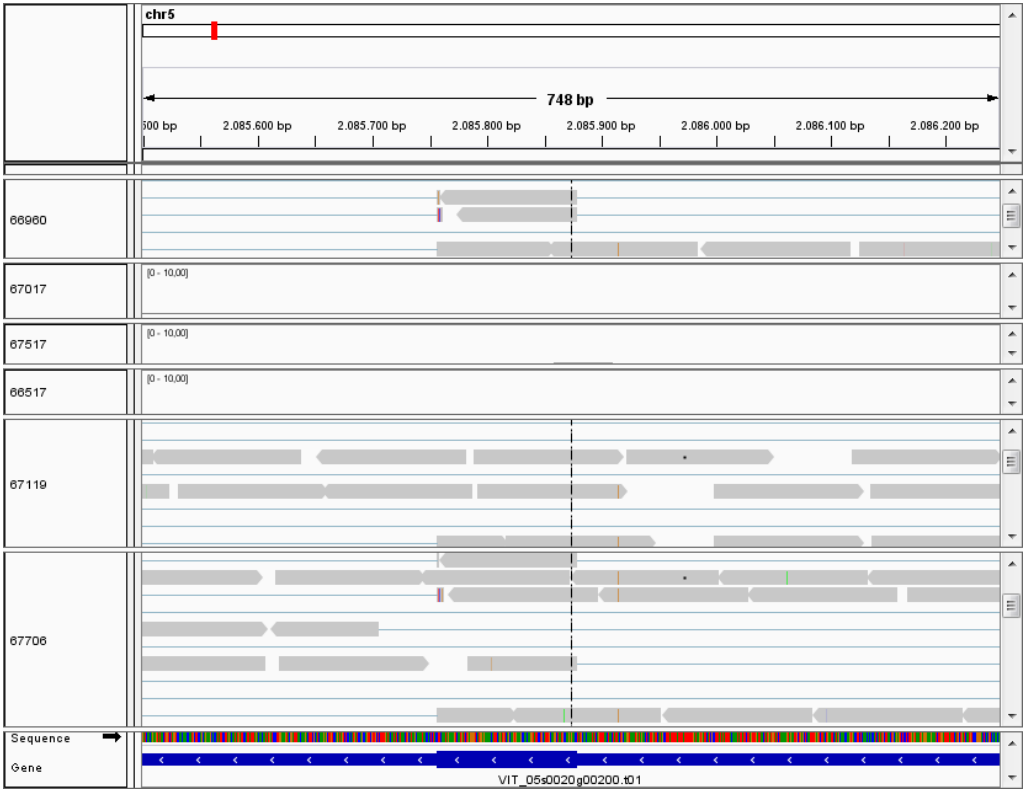 chr5
748 bp
500 bp 2.085.600 bp 2.085.700 bp 2.085.800 bp 2.085.900 bp 2.086.000 bp 2.086.100 bp 2.086.200 bp
66960
67017
[0 - 10,00]
67517
[0 - 10,00]
66517
[0 - 10,00]
67119
67706
Sequence
Gene
VIT_05s0020g00200.t01